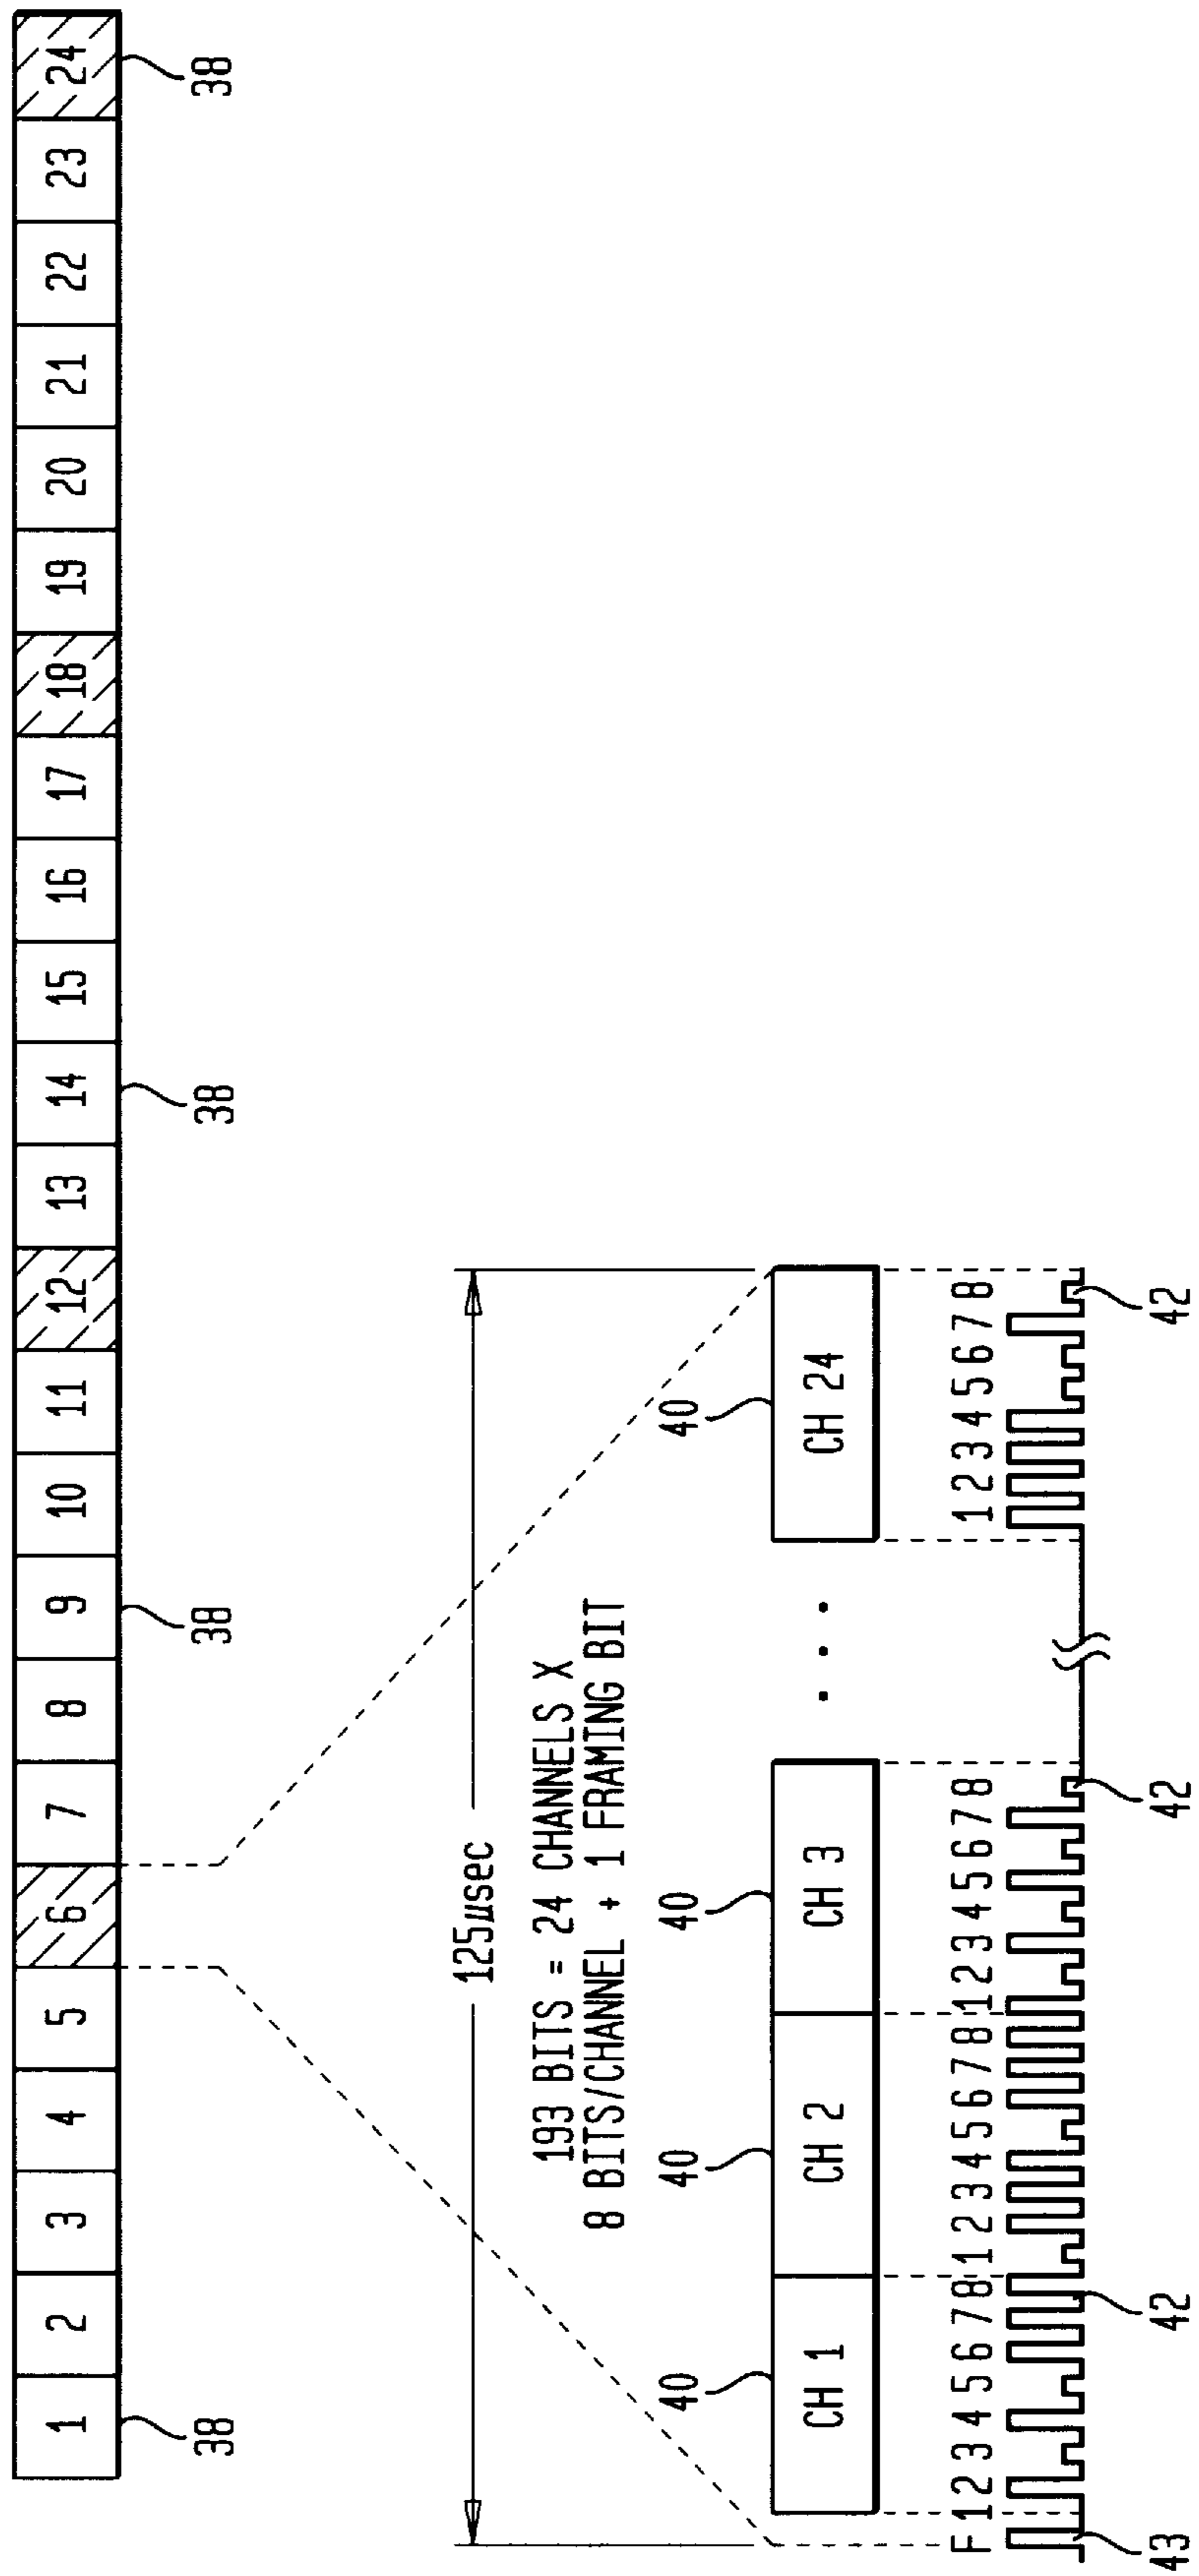 1 2 3 4 5 6 7 8 9 10 11 12 13 14 15 16 17 18 19 20 21 22 23 24
38 38 38 38
125µsec
193 BITS = 24 CHANNELS X
8 BITS/CHANNEL + 1 FRAMING BIT
40 40 40 40
CH 1 CH 2 CH 3 • • • CH 24
F 1 2 3 4 5 6 7 8 1 2 3 4 5 6 7 8 1 2 3 4 5 6 7 8 1 2 3 4 5 6 7 8
43 42 42 42